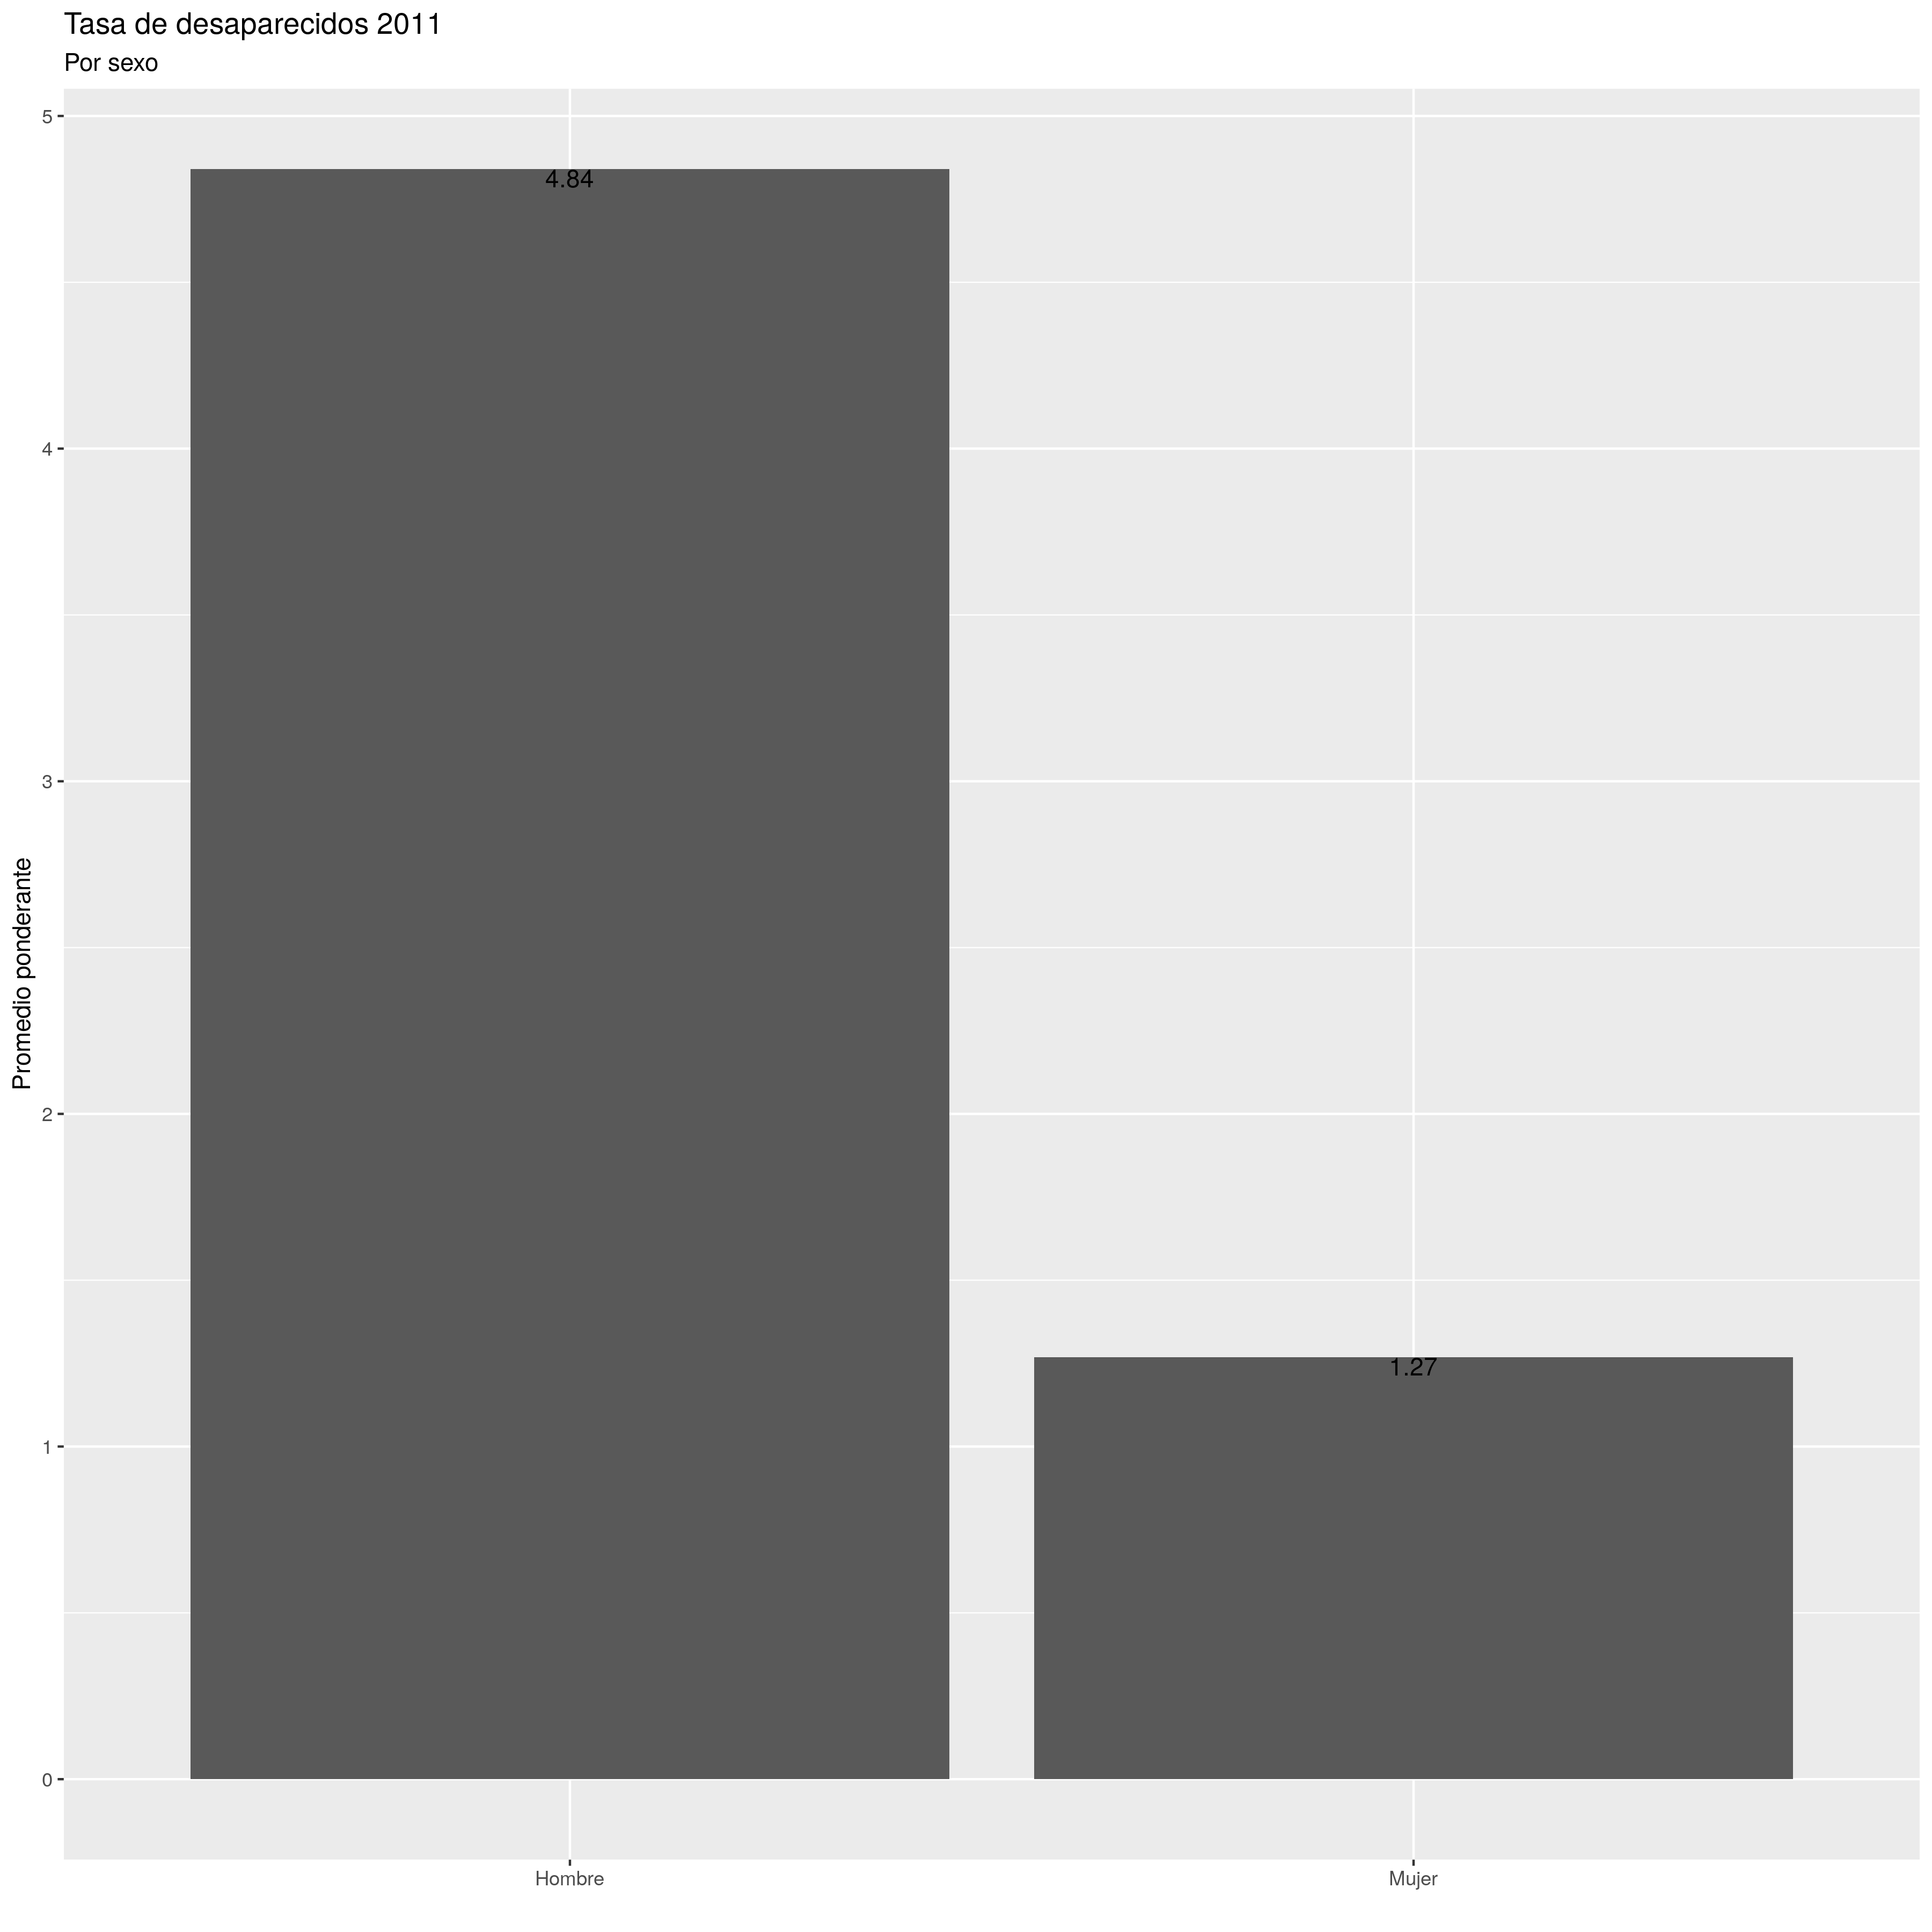 Tasa de desaparecidos 2011
Por sexo
Promedio ponderante
5
4
3
2
1
0
4.84
1.27
Hombre
Mujer